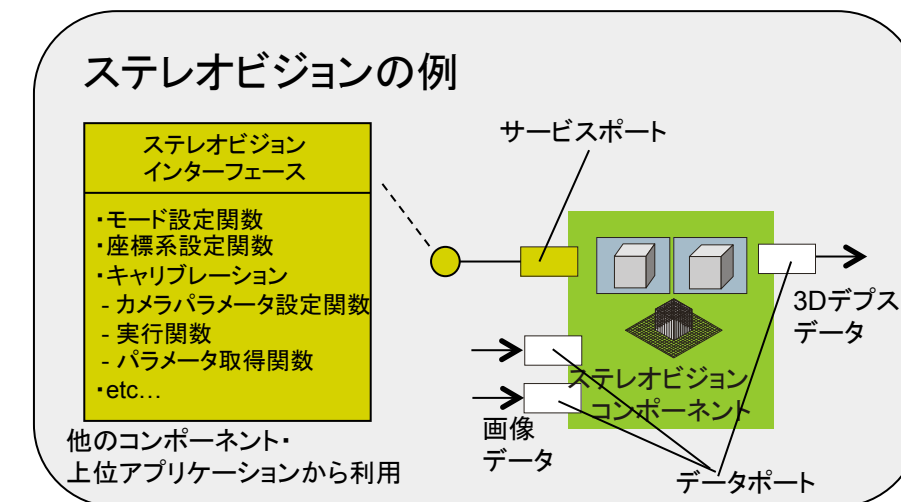 ステレオビジョンの例
ステレオビジョン
インターフェース
・モード設定関数
・座標系設定関数
・キャリブレーション
- カメラパラメータ設定関数
- 実行関数
- パラメータ取得関数
・etc…
他のコンポーネント・
上位アプリケーションから利用
サービスポート
3Dデプス
データ
ステレオビジョン
コンポーネント
画像
データ
データポート